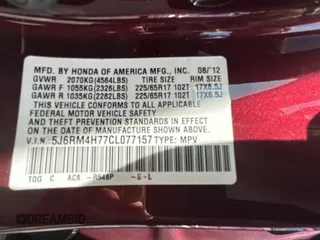 MFD. BY HONDA OF AMERICA MFG., INC. 08/12
GVWR 2070KG(4564LBS) TIRE SIZE RIM SIZE
GAWR F 1055KG(2326LBS) 225/65R17 102T 17X6.5J
GAWR R 1035KG(2282LBS) 225/65R17 102T 17X6.5J
THIS VEHICLE CONFORMS TO ALL APPLICABLE
FEDERAL MOTOR VEHICLE SAFETY AND
THEFT PREVENTION STANDARDS IN EFFECT ON
THE DATE OF MANUFACTURE SHOWN ABOVE.
V.I.N. 5J6RM4H77CL077157 TYPE: MPV
C R548P
DREAMBID